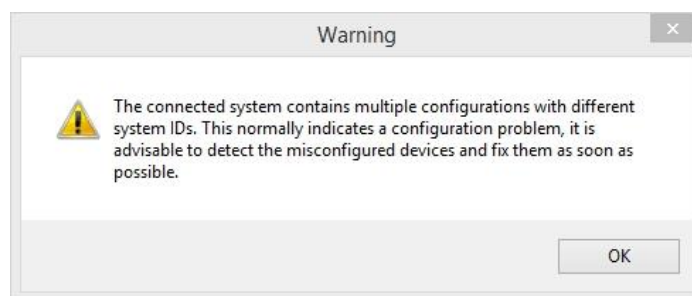 Warning
The connected system contains multiple configurations with different
system IDs. This normally indicates a configuration problem, it is
advisable to detect the misconfigured devices and fix them as soon as
possible.
OK